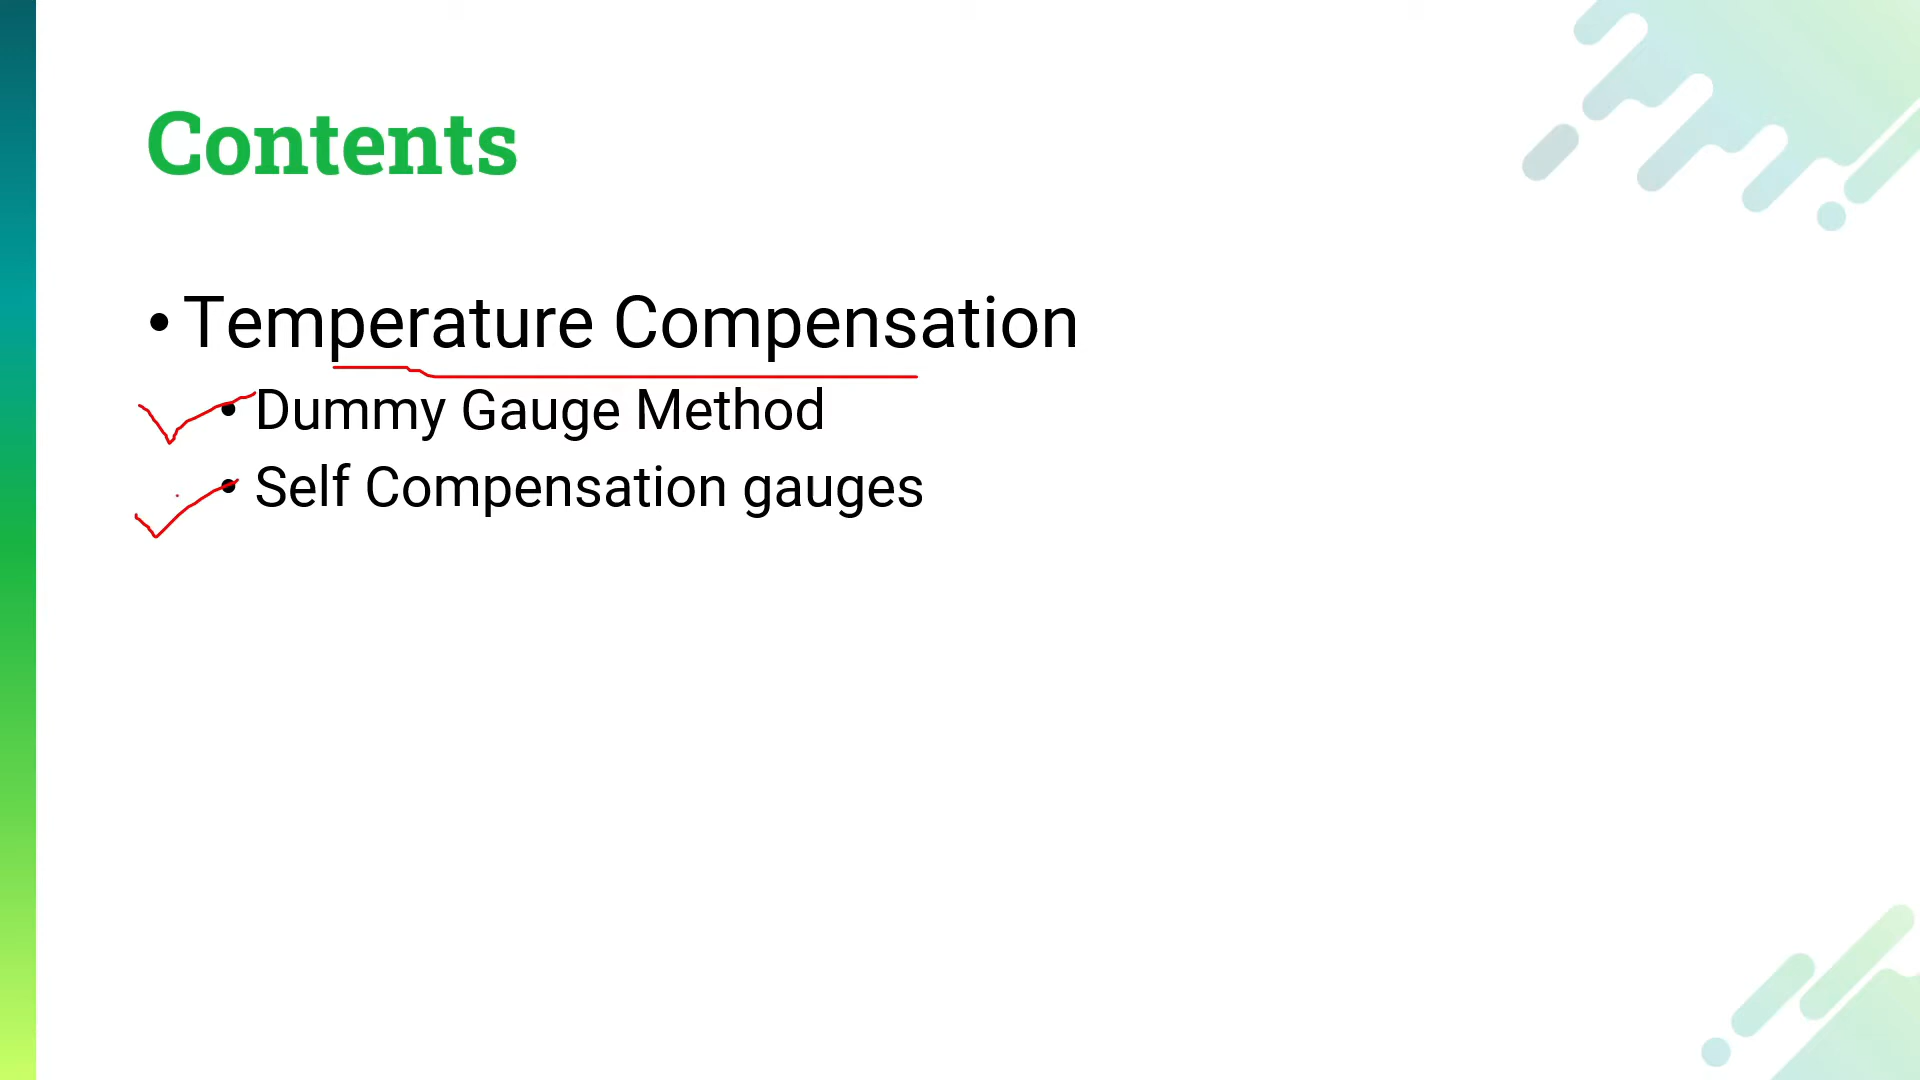 Contents
• Temperature Compensation
• Dummy Gauge Method
• Self Compensation gauges